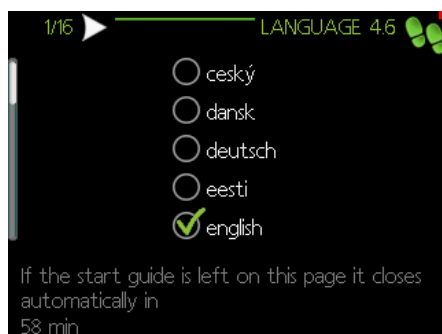 1/16 LANGUAGE 4.6
ceský
dansk
deutsch
eesti
english
If the start guide is left on this page it closes
automatically in
58 min